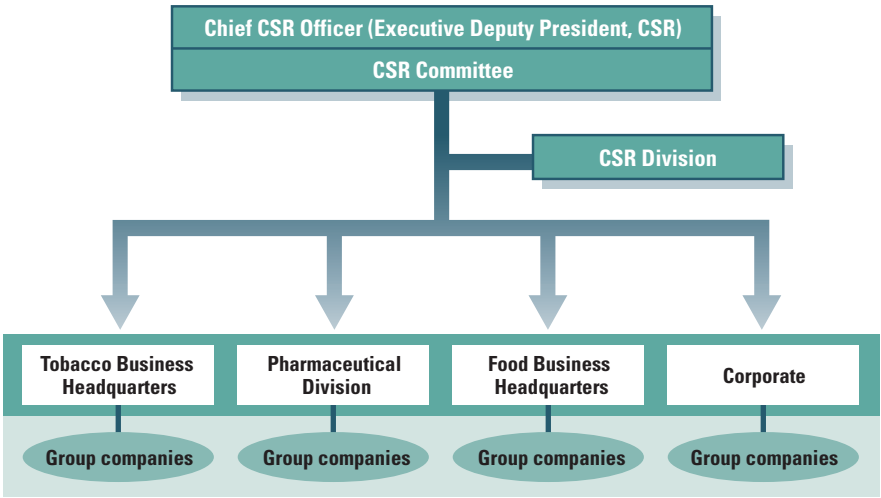 Chief CSR Officer (Executive Deputy President, CSR)
CSR Committee
CSR Division
Tobacco Business
Headquarters
Pharmaceutical
Division
Food Business
Headquarters
Corporate
Group companies
Group companies
Group companies
Group companies